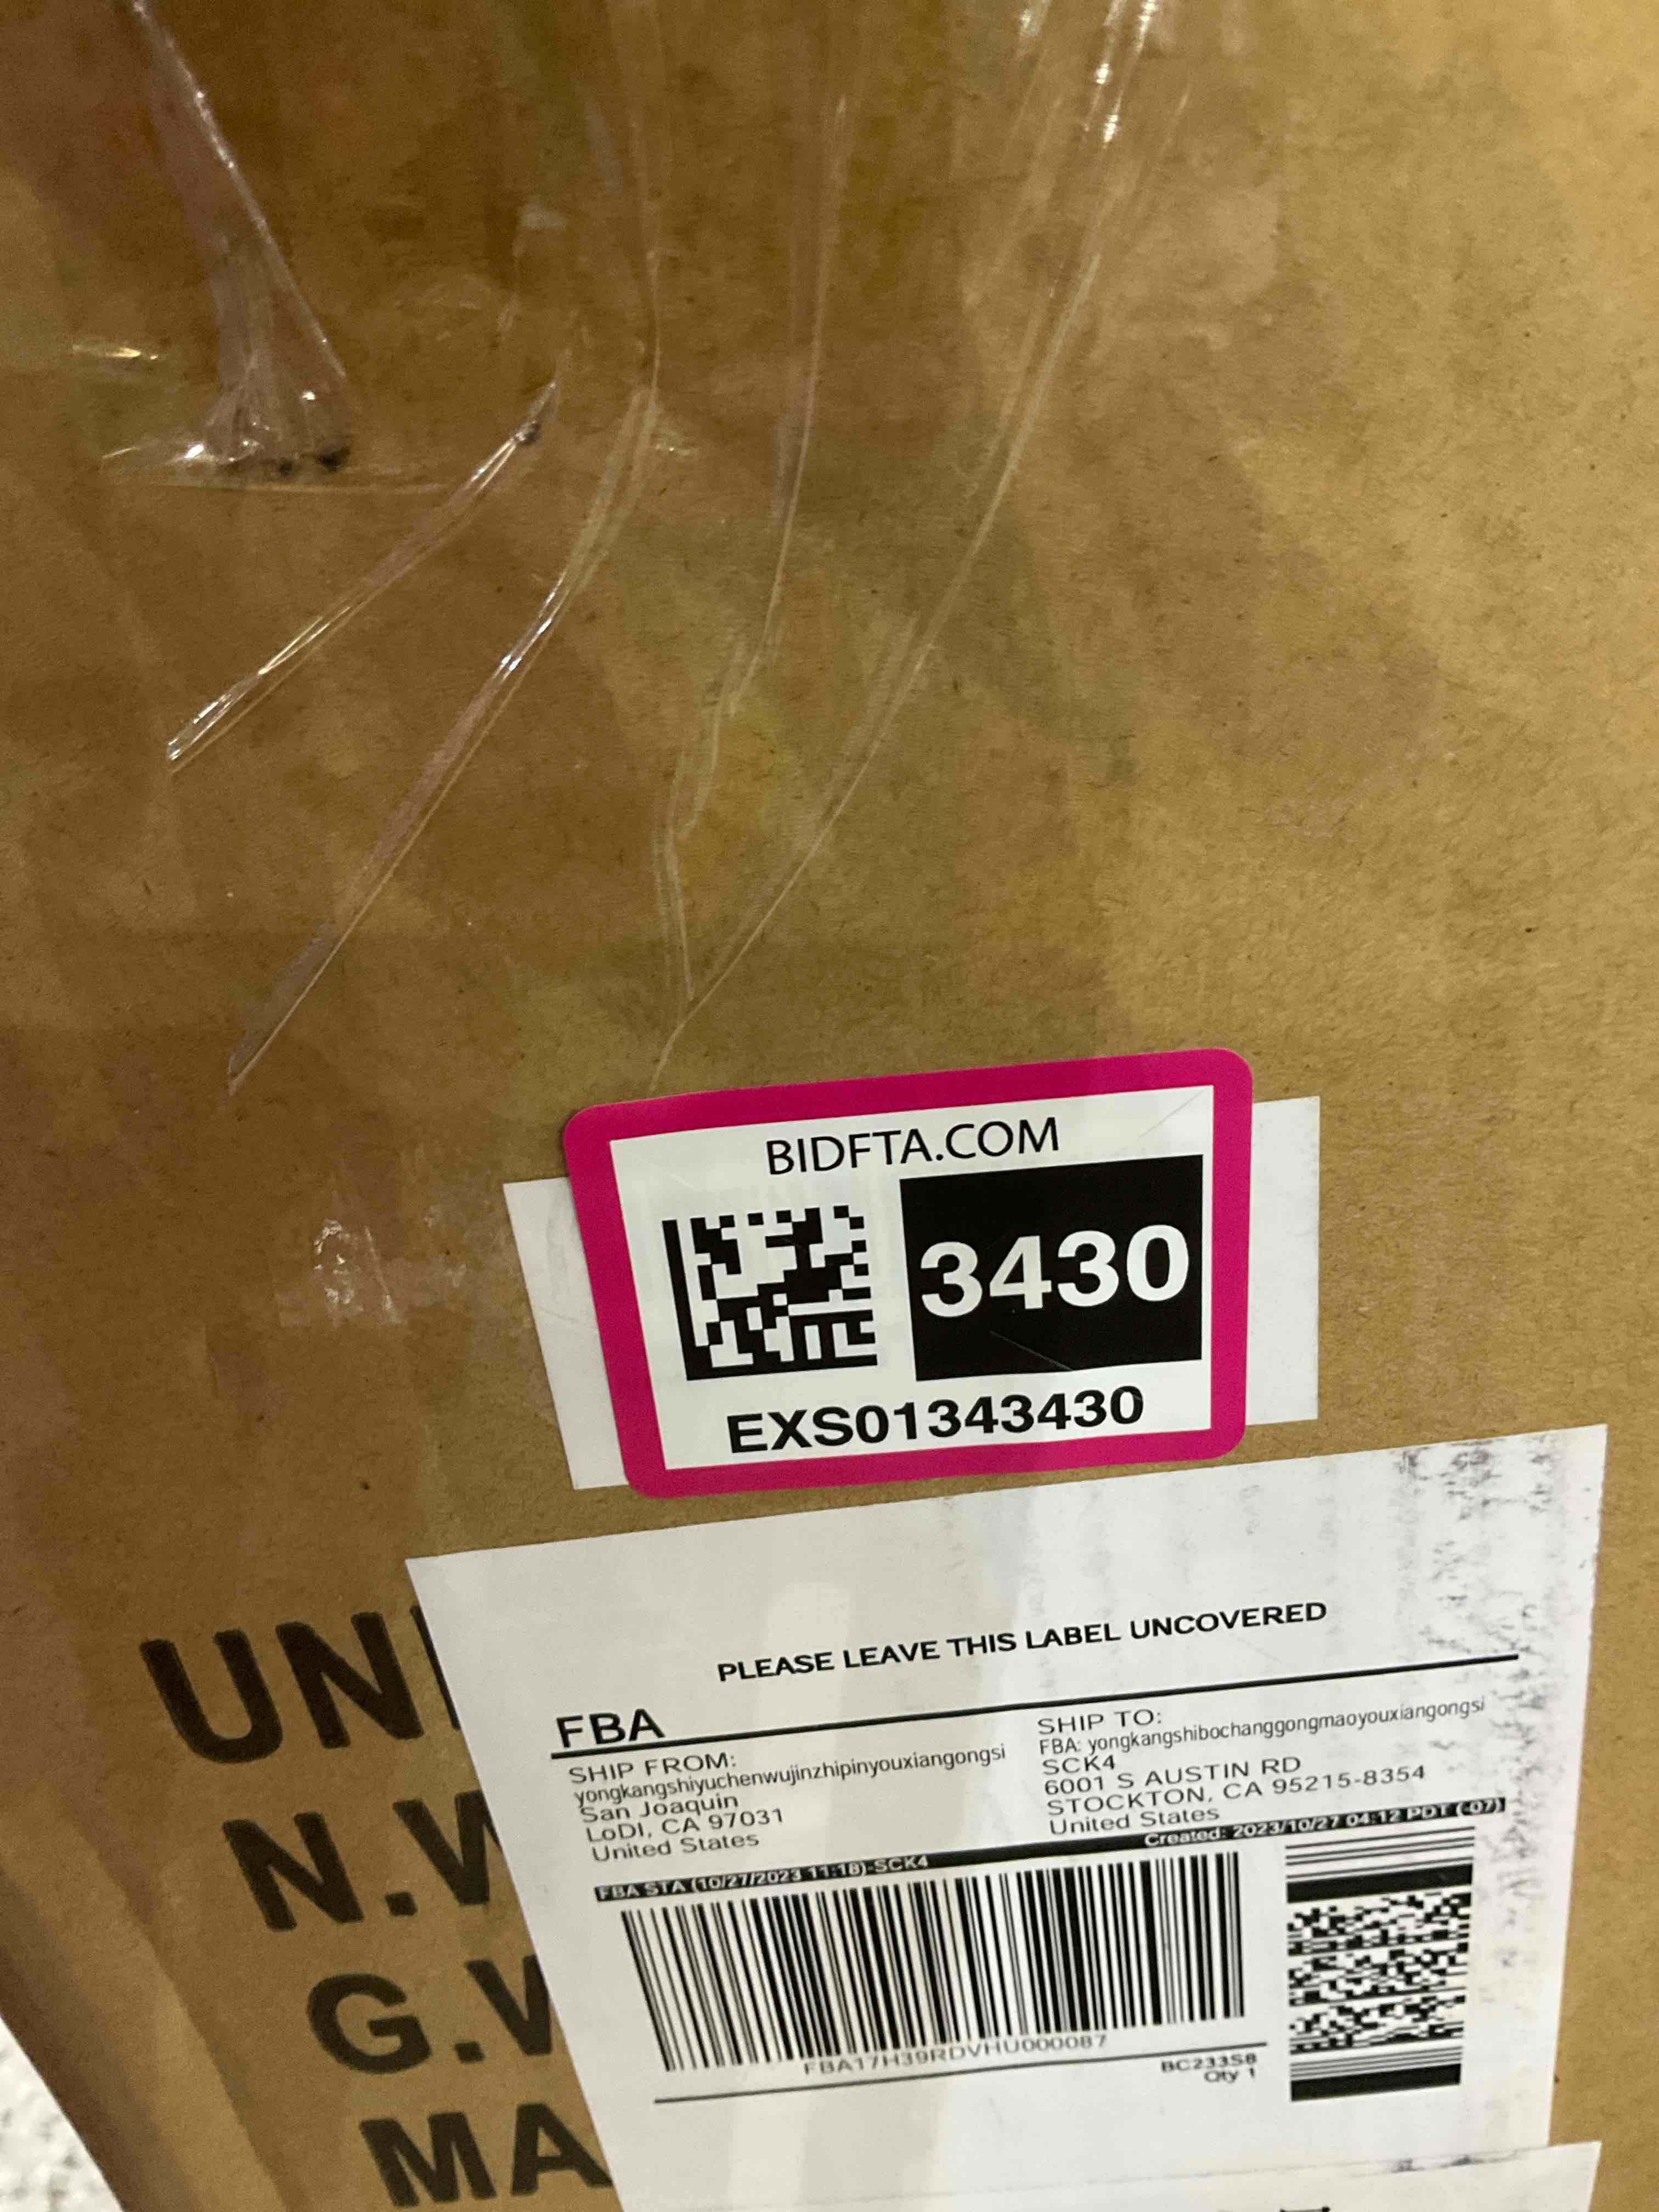 BIDFTA.COM
3430
EXS01343430
PLEASE LEAVE THIS LABEL UNCOVERED
FBA
SHIP FROM:
yongkangshiyuchenwujinzhipinyouxiangongsi
San Joaquin
LoDI, CA 97031
United States
SHIP TO:
FBA: yongkangshibochanggongmaoyouxiangongsi
SCK4
6001 S AUSTIN RD
STOCKTON, CA 95215-8354
United States
Created: 2023/10/27 04:12 PDT (-07)
FBA STA (10/27/2023 11:18)-SCK4
FBA17H39RDVHU000087
BC233S8
Qty 1
UNI
N.W
G.W
MA